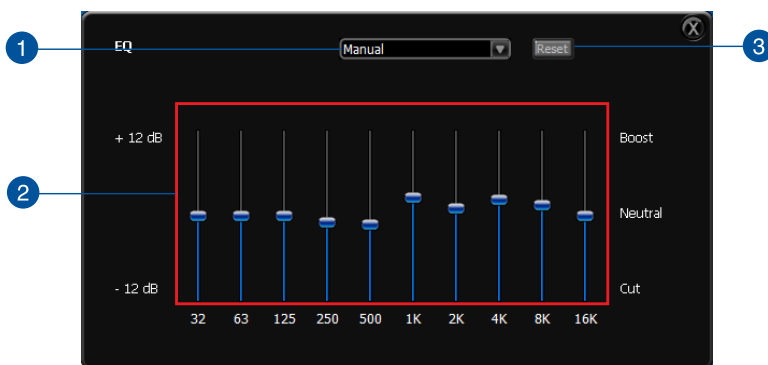 EQ
1
Manual
Reset
3
+ 12 dB
Boost
2
Neutral
- 12 dB
Cut
32 63 125 250 500 1K 2K 4K 8K 16K